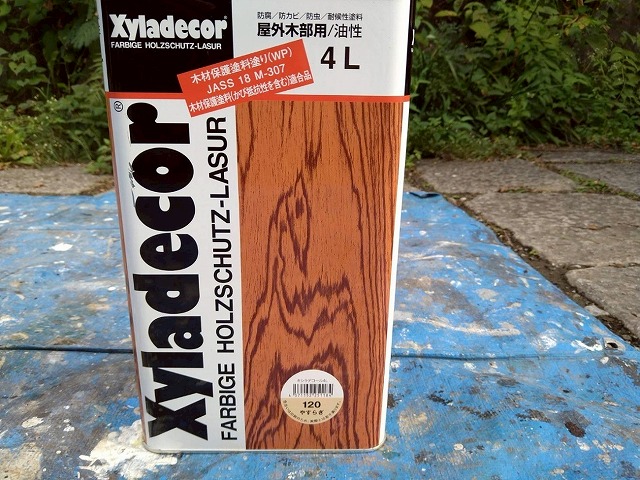 Xyladecor®
FARBIGE HOLZSCHUTZ-LASUR
防腐/防カビ/防虫/耐候性塗料
屋外木部用/油性
4L
木材保護塗料塗り(WP)
JASS 18 M-307
木材保護塗料(かび抵抗性を含む)適合品
Xyladecor®
FARBIGE HOLZSCHUTZ-LASUR
120
やすらぎ